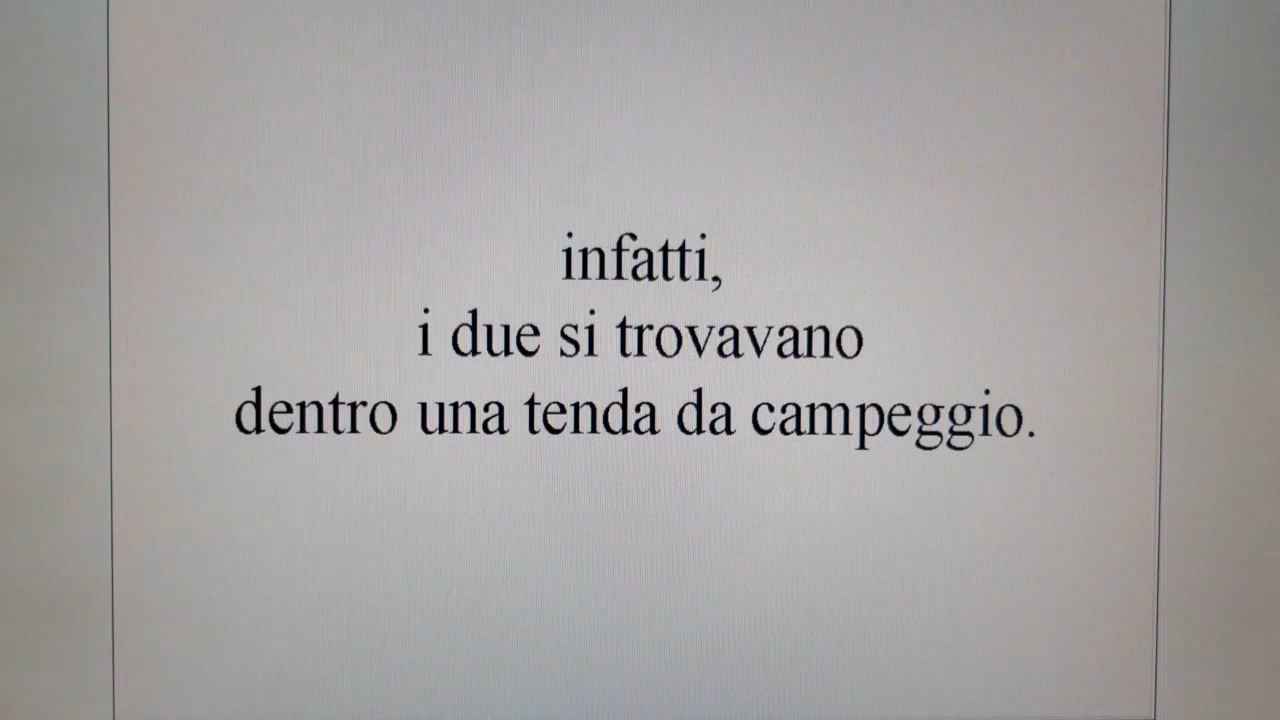 infatti,
i due si trovavano
dentro una tenda da campeggio.